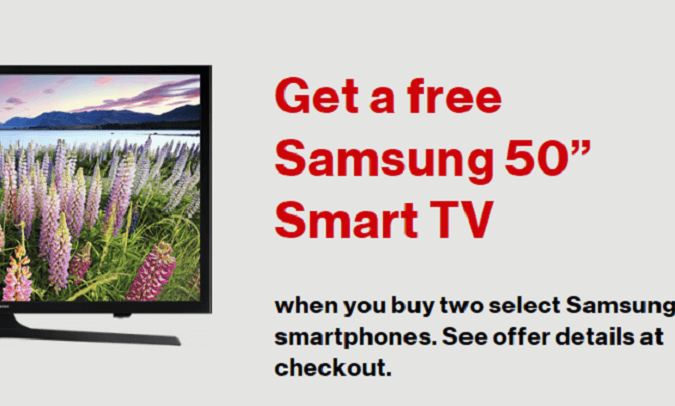 Get a free
Samsung 50”
Smart TV
when you buy two select Samsung
smartphones. See offer details at
checkout.